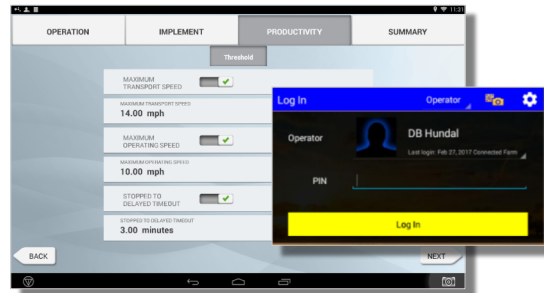 11:31
OPERATION
IMPLEMENT
PRODUCTIVITY
SUMMARY
Threshold
MAXIMUM
TRANSPORT SPEED
MAXIMUM TRANSPORT SPEED
14.00 mph
MAXIMUM
OPERATING SPEED
MAXIMUM OPERATING SPEED
10.00 mph
STOPPED TO
DELAYED TIMEOUT
STOPPED TO DELAYED TIMEOUT
3.00 minutes
BACK
NEXT
Log In
Operator
Operator
DB Hundal
Last login: Feb 27, 2017 Connected Farm
PIN
Log In